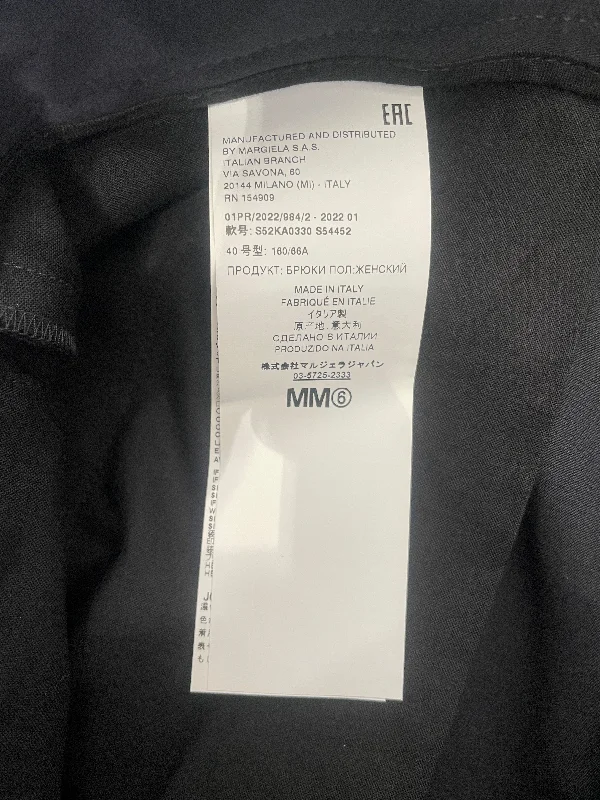 EAC
MANUFACTURED AND DISTRIBUTED
BY MARGIELA S.A.S.
ITALIAN BRANCH
VIA SAVONA, 60
20144 MILANO (MI) - ITALY
RN 154909
01PR/2022/984/2 - 2022 01
款号: S52KA0330 S54452
40 号型: 160/66A
ПРОДУКТ: БРЮКИ ПОЛ:ЖЕНСКИЙ
MADE IN ITALY
FABRIQUÉ EN ITALIE
イタリア製
原产地:意大利
СДЕЛАНО В ИТАЛИИ
PRODUZIDO NA ITALIA
株式会社マルジェラジャパン
03-5725-2333
MM⑥